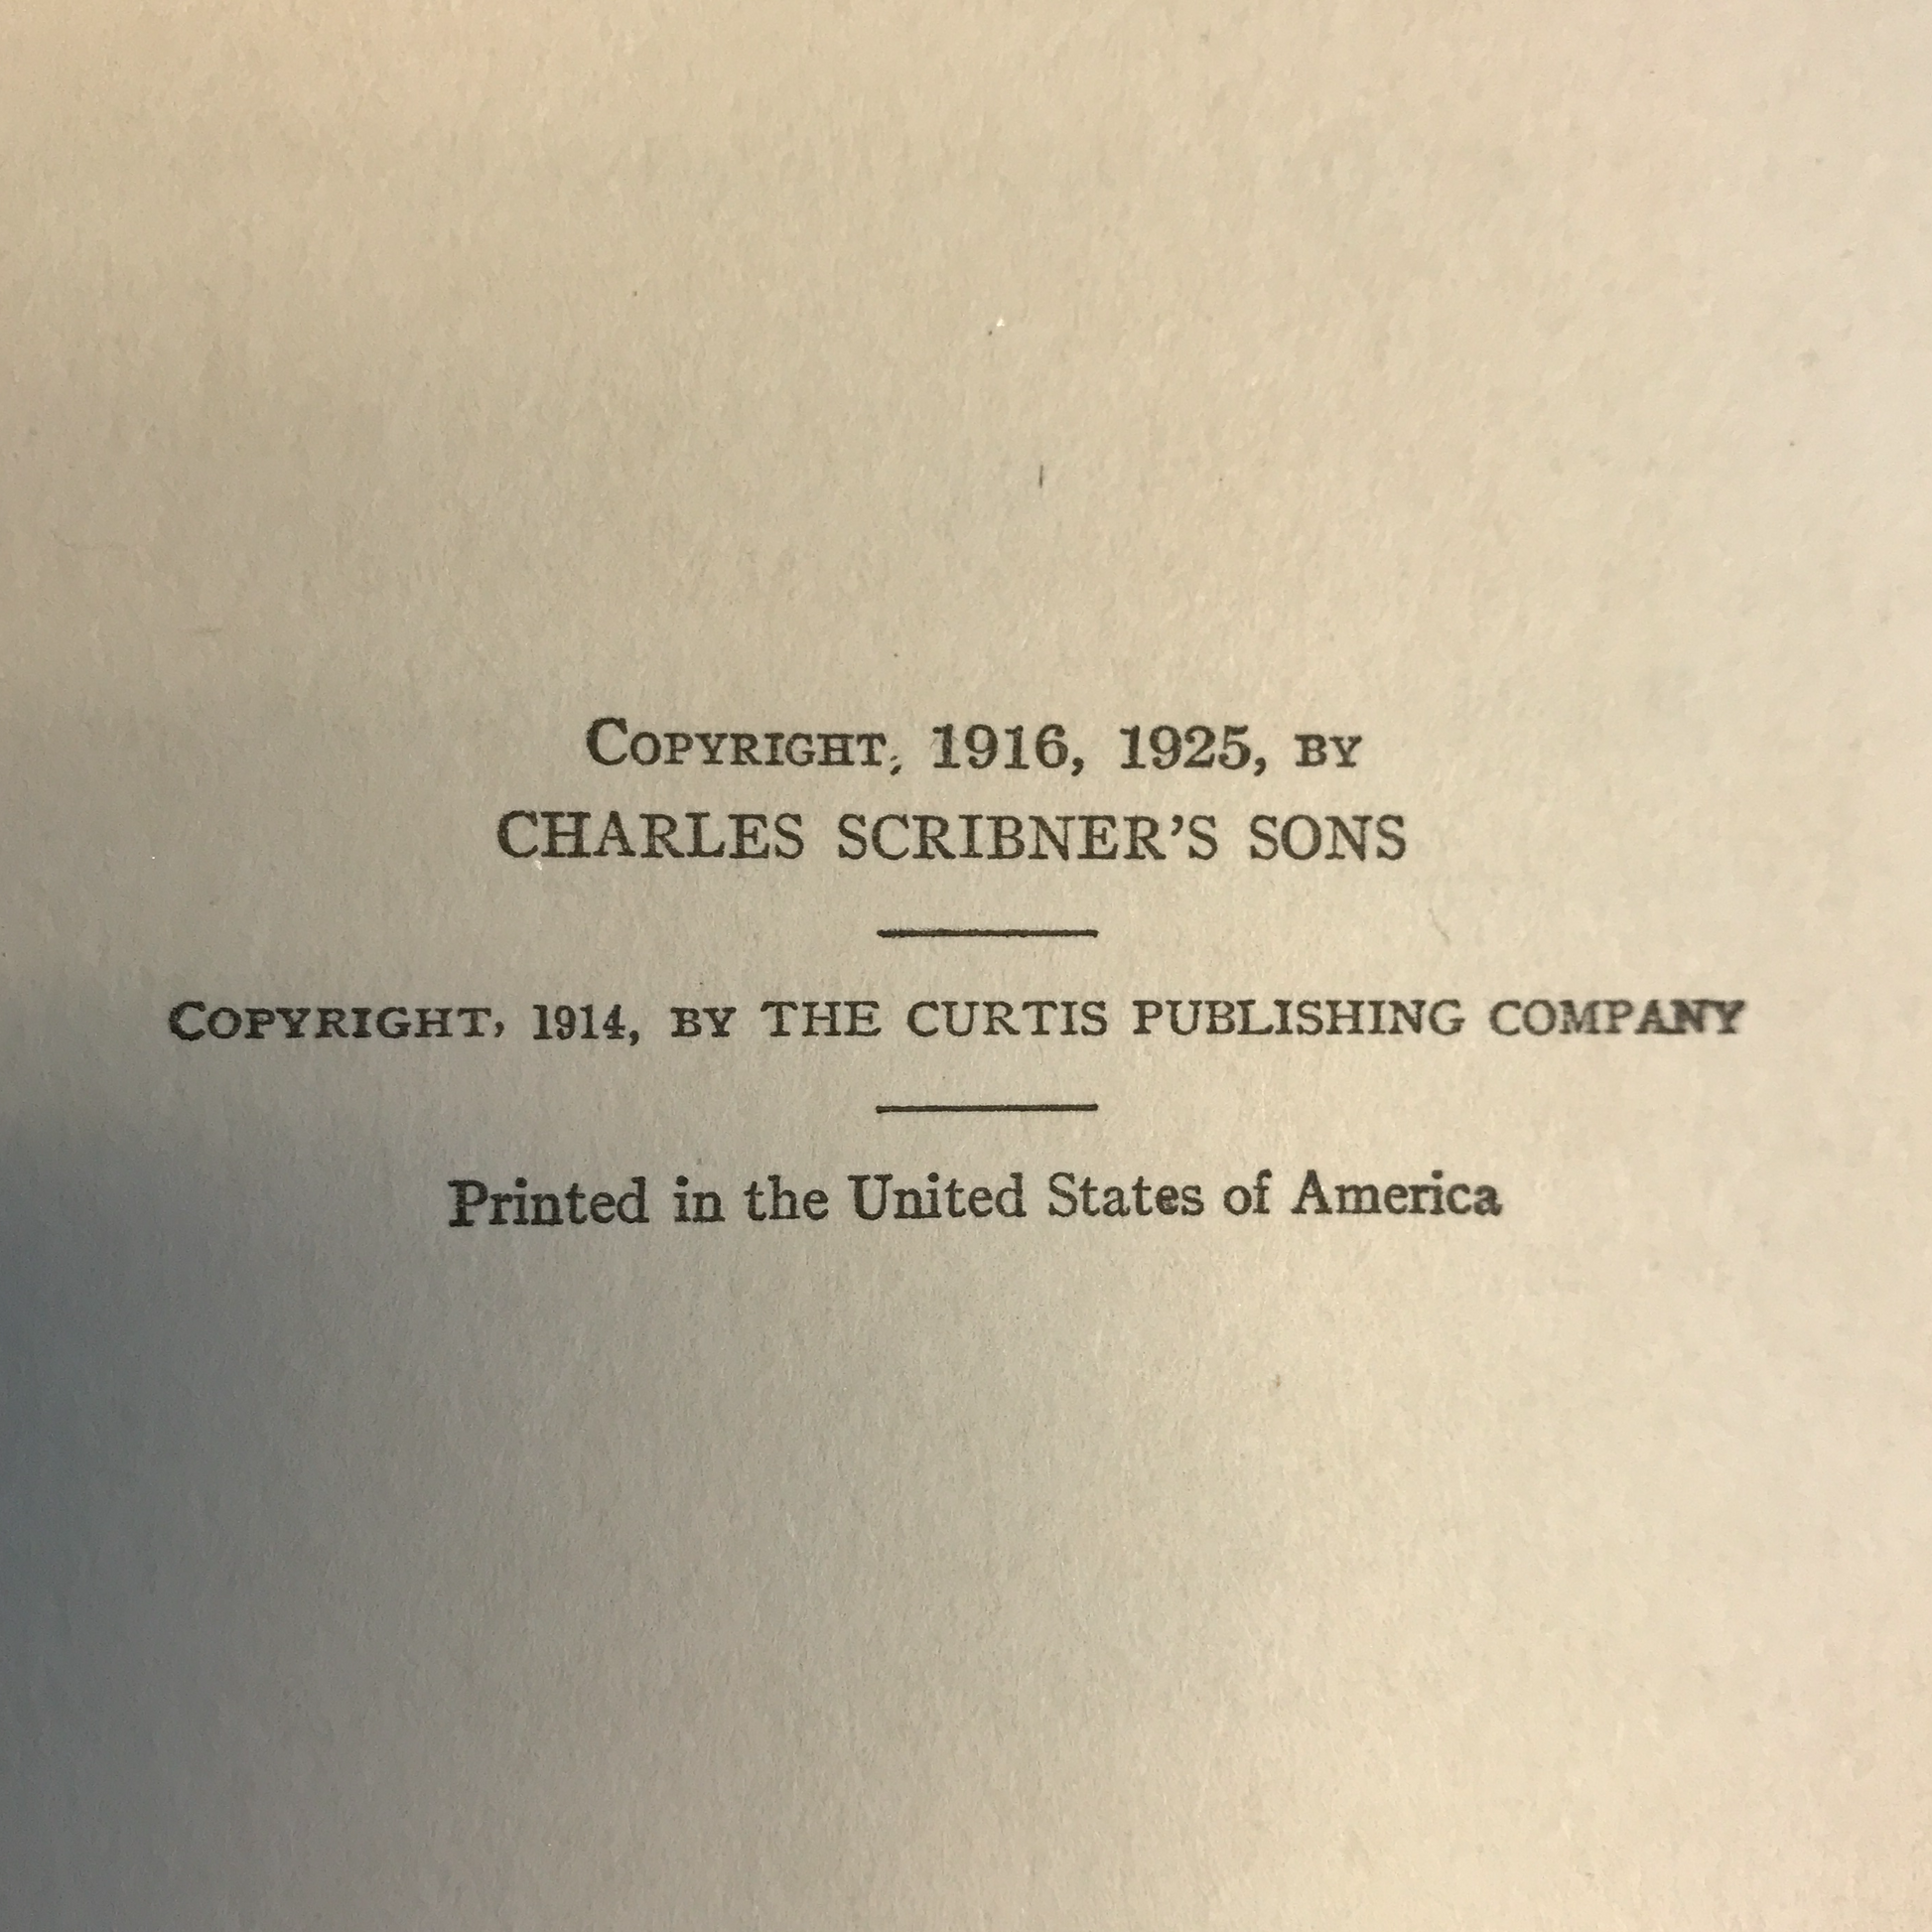 COPYRIGHT, 1916, 1925, BY
CHARLES SCRIBNER'S SONS
COPYRIGHT, 1914, BY THE CURTIS PUBLISHING COMPANY
Printed in the United States of America